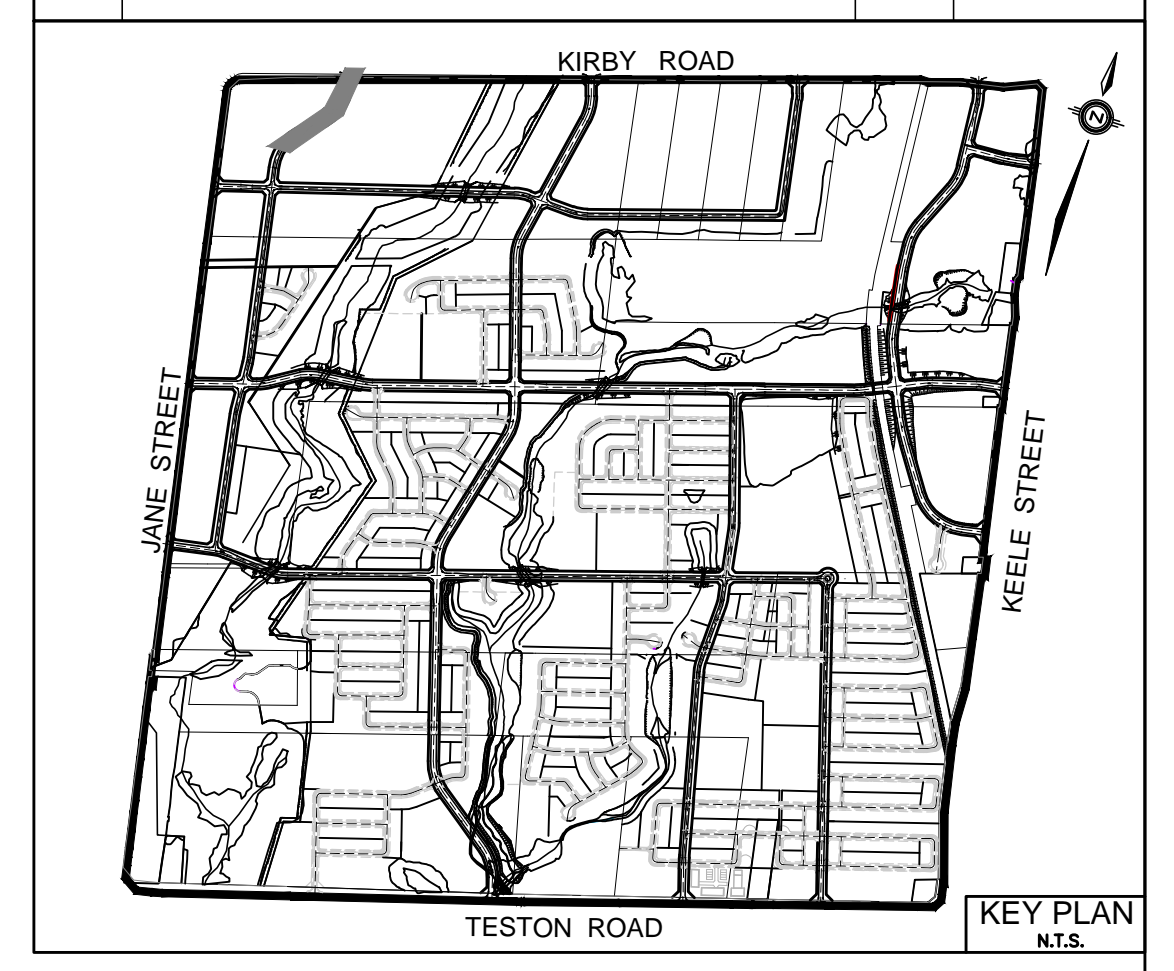 KIRBY ROAD
N
JANE STREET
KEELE STREET
TESTON ROAD
KEY PLAN
N.T.S.